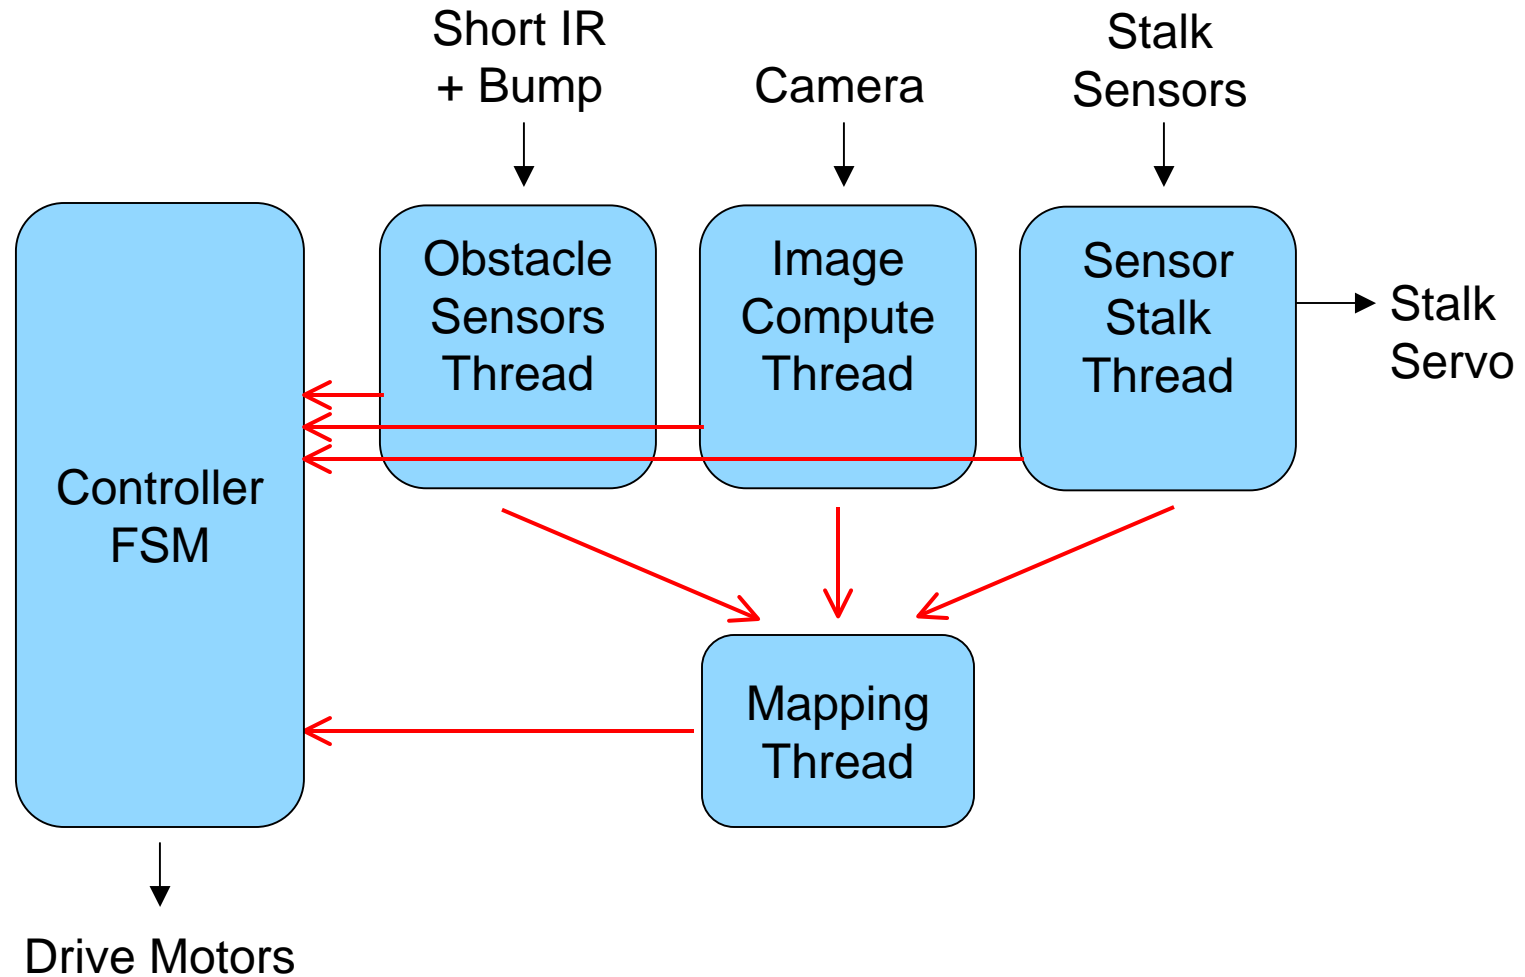 Short IR
+ Bump
Camera
Stalk
Sensors
Obstacle
Sensors
Thread
Image
Compute
Thread
Sensor
Stalk
Thread
Stalk
Servo
Controller
FSM
Mapping
Thread
Drive Motors